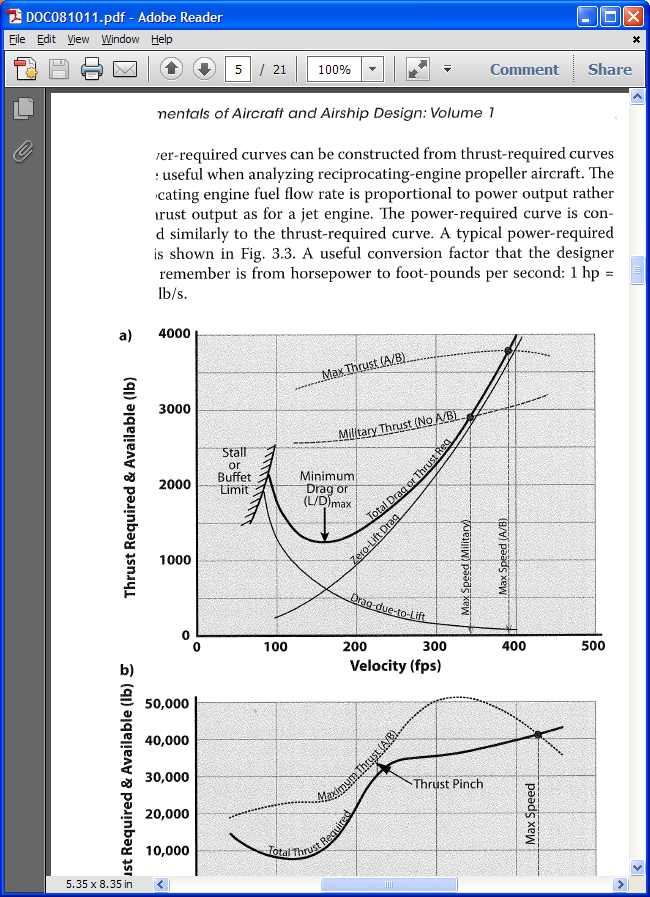 DOC081011.pdf - Adobe Reader
File Edit View Window Help
5 / 21 100% Comment Share
mentals of Aircraft and Airship Design: Volume 1
er-required curves can be constructed from thrust-required curves
useful when analyzing reciprocating-engine propeller aircraft. The
cating engine fuel flow rate is proportional to power output rather
rust output as for a jet engine. The power-required curve is con-
d similarly to the thrust-required curve. A typical power-required
is shown in Fig. 3.3. A useful conversion factor that the designer
remember is from horsepower to foot-pounds per second: 1 hp =
lb/s.
a)
Thrust Required & Available (lb)
4000
3000
2000
1000
0
Max Thrust (A/B)
Military Thrust (No A/B)
Stall
or
Buffet
Limit
Minimum
Drag or
(L/D)max
Total Drag or Thrust Req.
Zero-Lift Drag
Drag-due-to-Lift
Max Speed (Military)
Max Speed (A/B)
0 100 200 300 400 500
Velocity (fps)
b)
ust Required & Available (lb)
50,000
40,000
30,000
20,000
10,000
Maximum Thrust (A/B)
Thrust Pinch
Total Thrust Required
Max Speed
5.35 x 8.35 in